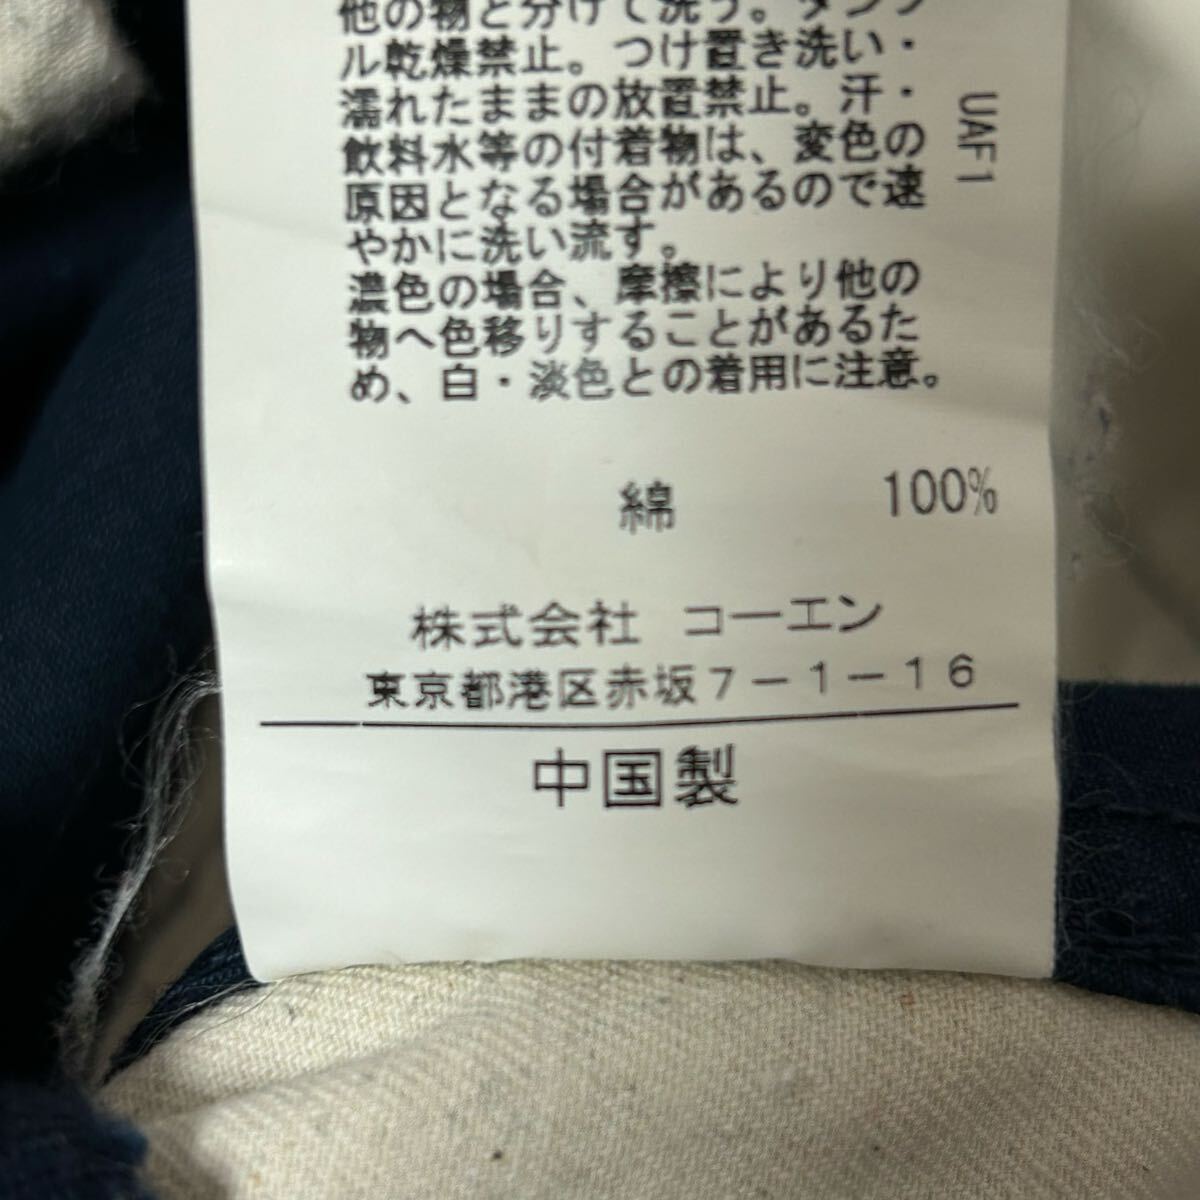 他の物と分けて洗う。タンブ
ル乾燥禁止。つけ置き洗い・
濡れたままの放置禁止。汗・
飲料水等の付着物は、変色の
原因となる場合があるので速
やかに洗い流す。
濃色の場合、摩擦により他の
物へ色移りすることがあるた
め、白・淡色との着用に注意。
UAF1
綿 100%
株式会社 コーエン
東京都港区赤坂7-1-16
中国製